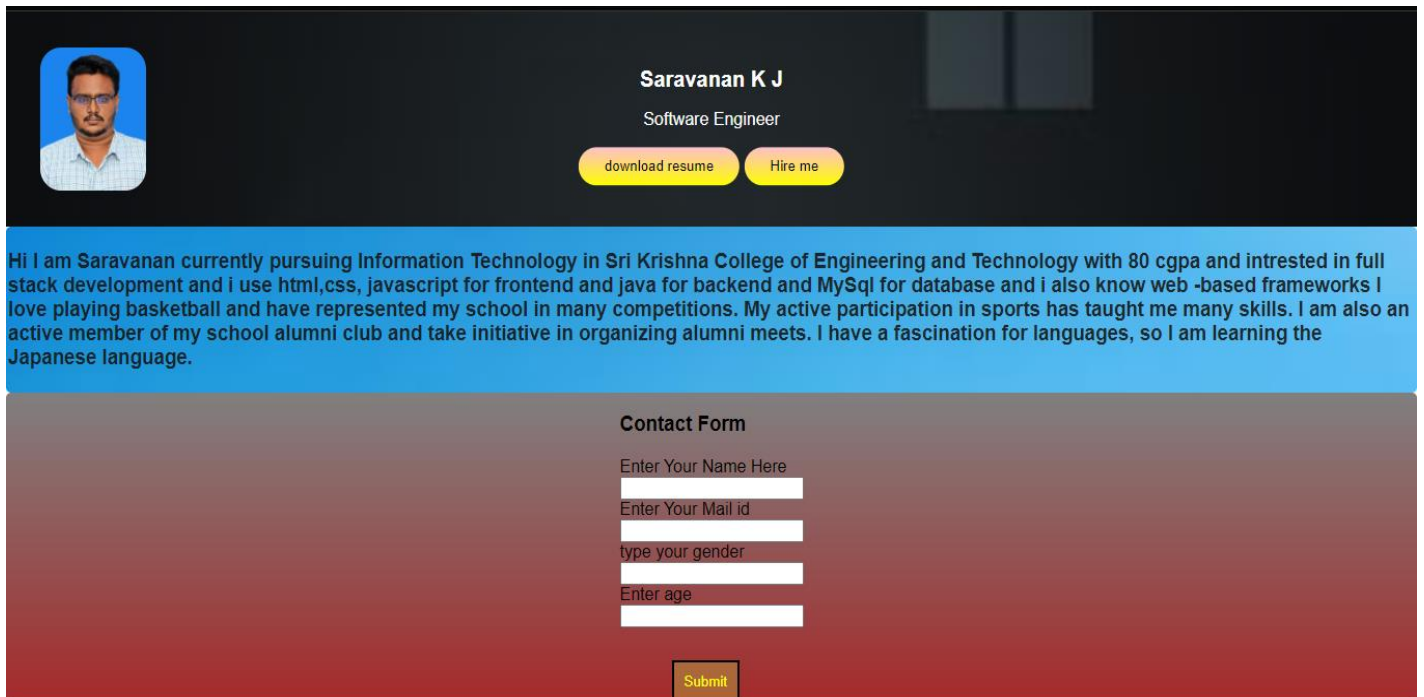 Saravanan K J
Software Engineer
download resume Hire me
Hi I am Saravanan currently pursuing Information Technology in Sri Krishna College of Engineering and Technology with 80 cgpa and intrested in full
stack development and i use html,css, javascript for frontend and java for backend and MySql for database and i also know web -based frameworks I
love playing basketball and have represented my school in many competitions. My active participation in sports has taught me many skills. I am also an
active member of my school alumni club and take initiative in organizing alumni meets. I have a fascination for languages, so I am learning the
Japanese language.
Contact Form
Enter Your Name Here
Enter Your Mail id
type your gender
Enter age
Submit